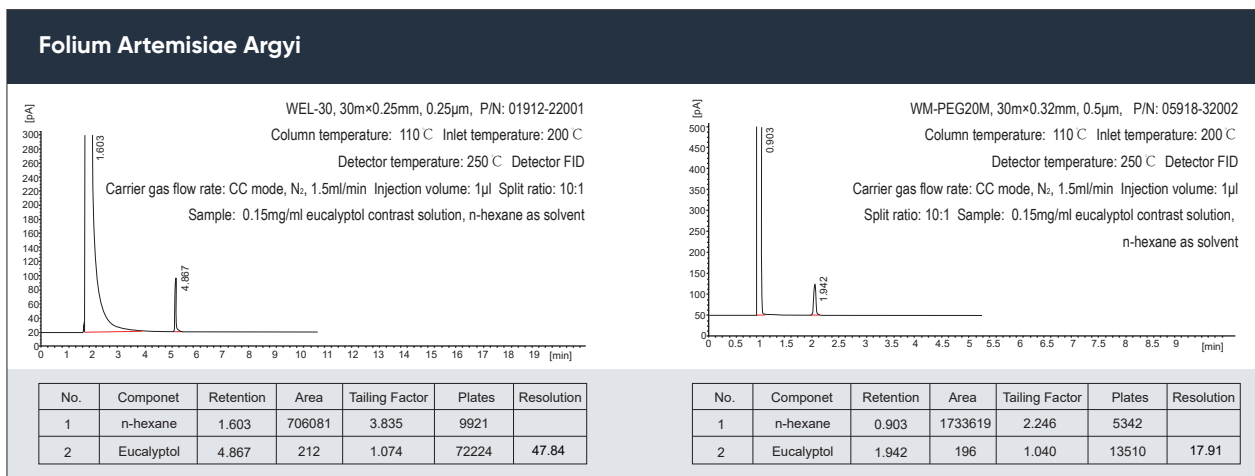 Folium Artemisiae Argyi
[pA]
WEL-30, 30m×0.25mm, 0.25μm, P/N: 01912-22001
Column temperature: 110℃ Inlet temperature: 200℃
Detector temperature: 250℃ Detector FID
Carrier gas flow rate: CC mode, N₂, 1.5ml/min Injection volume: 1μl Split ratio: 10:1
Sample: 0.15mg/ml eucalyptol contrast solution, n-hexane as solvent
300
280
260
240
220
200
180
160
140
120
100
80
60
40
20
0
1.603
4.867
0 1 2 3 4 5 6 7 8 9 10 11 12 13 14 15 16 17 18 19 [min]
No. Componet Retention Area Tailing Factor Plates Resolution
1 n-hexane 1.603 706081 3.835 9921
2 Eucalyptol 4.867 212 1.074 72224 47.84
[pA]
WM-PEG20M, 30m×0.32mm, 0.5μm, P/N: 05918-32002
Column temperature: 110℃ Inlet temperature: 200℃
Detector temperature: 250℃ Detector FID
Carrier gas flow rate: CC mode, N₂, 1.5ml/min Injection volume: 1μl
Split ratio: 10:1 Sample: 0.15mg/ml eucalyptol contrast solution,
n-hexane as solvent
500
450
400
350
300
250
200
150
100
50
0
0.903
1.942
0 0.5 1 1.5 2 2.5 3 3.5 4 4.5 5 5.5 6 6.5 7 7.5 8 8.5 9 [min]
No. Componet Retention Area Tailing Factor Plates Resolution
1 n-hexane 0.903 1733619 2.246 5342
2 Eucalyptol 1.942 196 1.040 13510 17.91